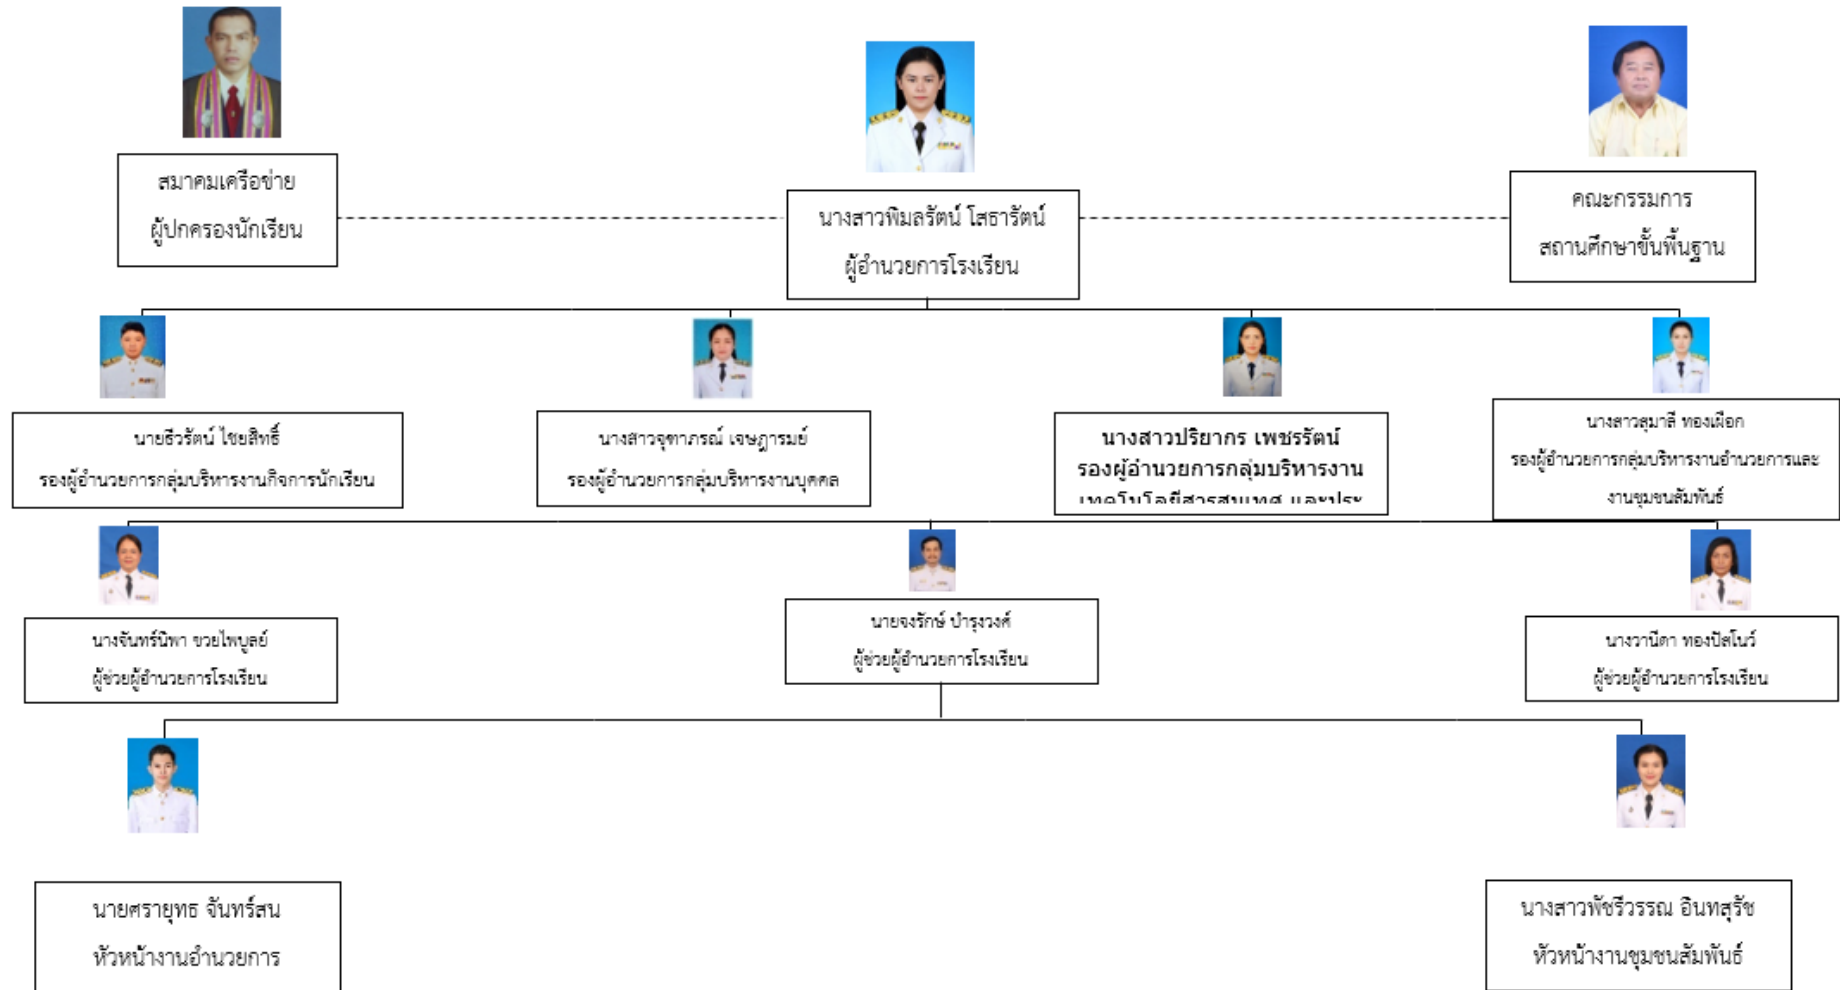 สมาคมเครือข่าย
ผู้ปกครองนักเรียน
นางสาวพิมลรัตน์ โสธารัตน์
ผู้อำนวยการโรงเรียน
คณะกรรมการ
สถานศึกษาขั้นพื้นฐาน
นายธีวรัตน์ ไชยสิทธิ์
รองผู้อำนวยการกลุ่มบริหารงานกิจการนักเรียน
นางสาวจุฑาภรณ์ เจษฎารมย์
รองผู้อำนวยการกลุ่มบริหารงานบุคคล
นางสาวปริยากร เพชรรัตน์
รองผู้อำนวยการกลุ่มบริหารงาน
เทคโนโลยีสารสนเทศ และประ
นางสาวสุมาลี ทองเผือก
รองผู้อำนวยการกลุ่มบริหารงานอำนวยการและ
งานชุมชนสัมพันธ์
นางจันทร์นิพา ขวยไพบูลย์
ผู้ช่วยผู้อำนวยการโรงเรียน
นายจงรักษ์ บำรุงวงศ์
ผู้ช่วยผู้อำนวยการโรงเรียน
นางวานีตา ทองปัสโนว์
ผู้ช่วยผู้อำนวยการโรงเรียน
นายศรายุทธ จันทร์สน
หัวหน้างานอำนวยการ
นางสาวพัชรีวรรณ อินทสุรัช
หัวหน้างานชุมชนสัมพันธ์